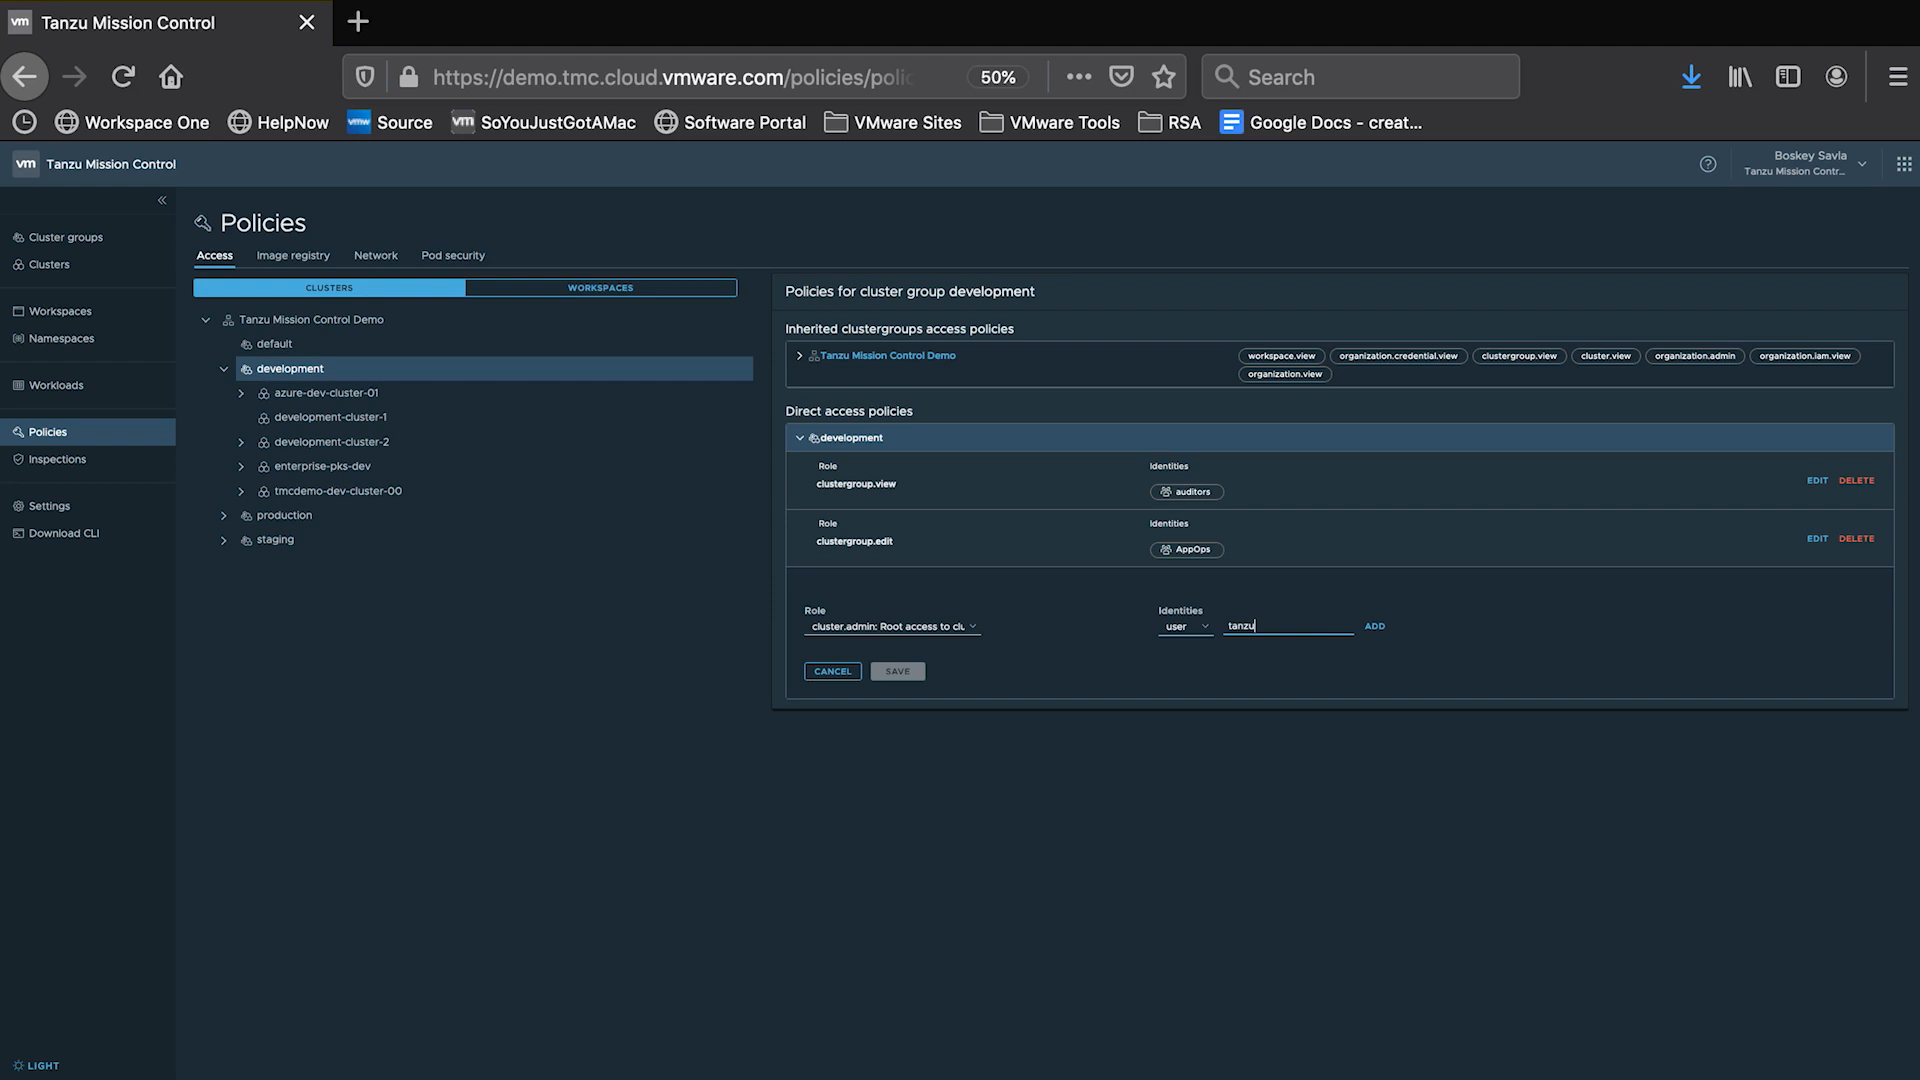 vm Tanzu Mission Control
https://demo.tmc.cloud.vmware.com/policies/polic
50%
Search
Workspace One
HelpNow
vmw Source
vm SoYouJustGotAMac
Software Portal
VMware Sites
VMware Tools
RSA
Google Docs - creat...
vm Tanzu Mission Control
Boskey Savla
Tanzu Mission Contr...
Cluster groups
Clusters
Workspaces
Namespaces
Workloads
Policies
Inspections
Settings
Download CLI
LIGHT
Policies
Access Image registry Network Pod security
CLUSTERS WORKSPACES
Tanzu Mission Control Demo
default
development
azure-dev-cluster-01
development-cluster-1
development-cluster-2
enterprise-pks-dev
tmcdemo-dev-cluster-00
production
staging
Policies for cluster group development
Inherited clustergroups access policies
Tanzu Mission Control Demo
workspace.view organization.credential.view clustergroup.view cluster.view organization.admin organization.iam.view
organization.view
Direct access policies
development
Role Identities
clustergroup.view auditors EDIT DELETE
Role Identities
clustergroup.edit AppOps EDIT DELETE
Role Identities
cluster.admin: Root access to clu user tanzu ADD
CANCEL SAVE